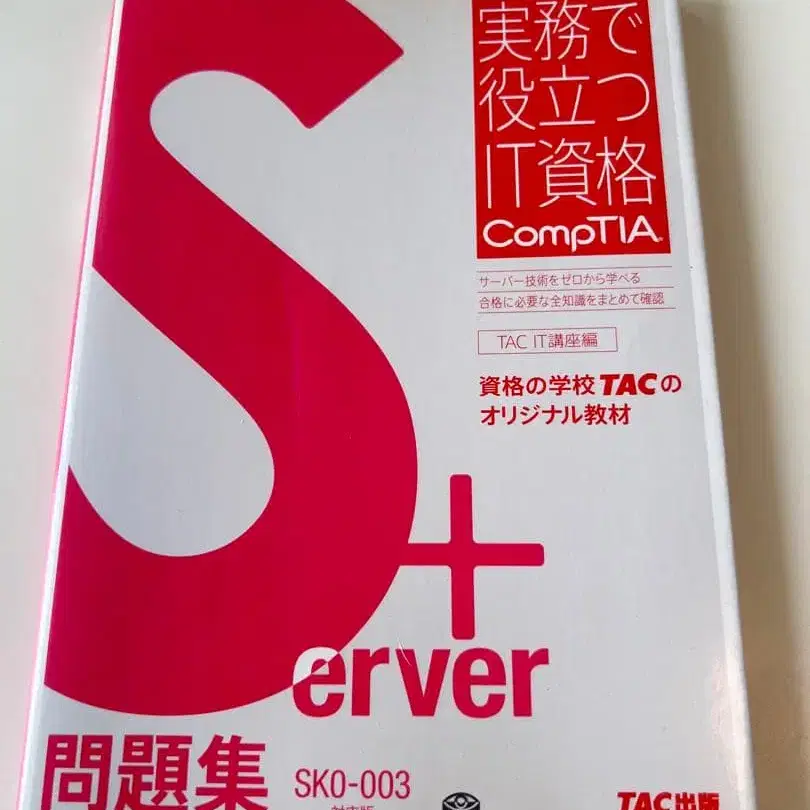 実務で
役立つ
IT資格
CompTIA
サーバー技術をゼロから学べる
合格に必要な全知識をまとめて確認
TAC IT講座編
資格の学校TACの
オリジナル教材
S+
erver
問題集
SK0-003
対応版
TAC出版